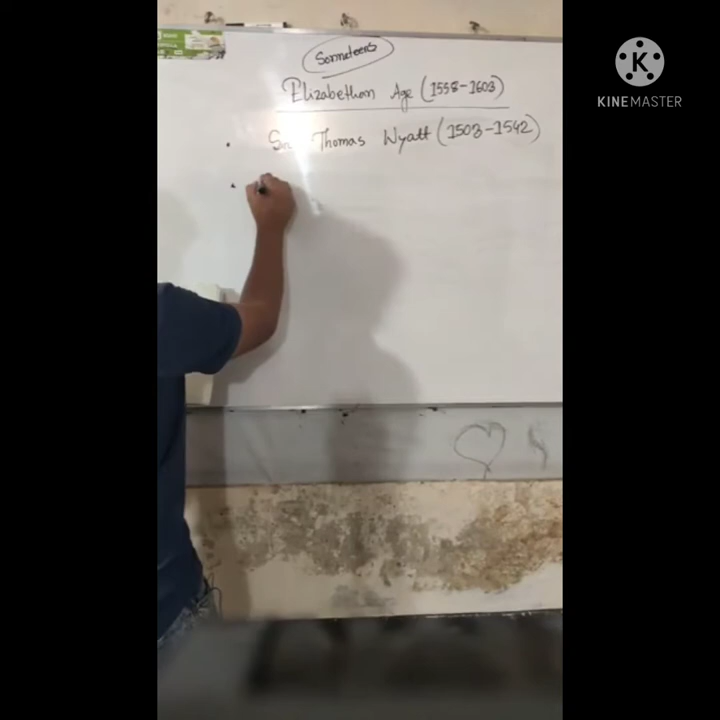 Sonneteers
Elizabethan Age (1558-1603)
Sir Thomas Wyatt (1503-1542)
K
KINEMASTER